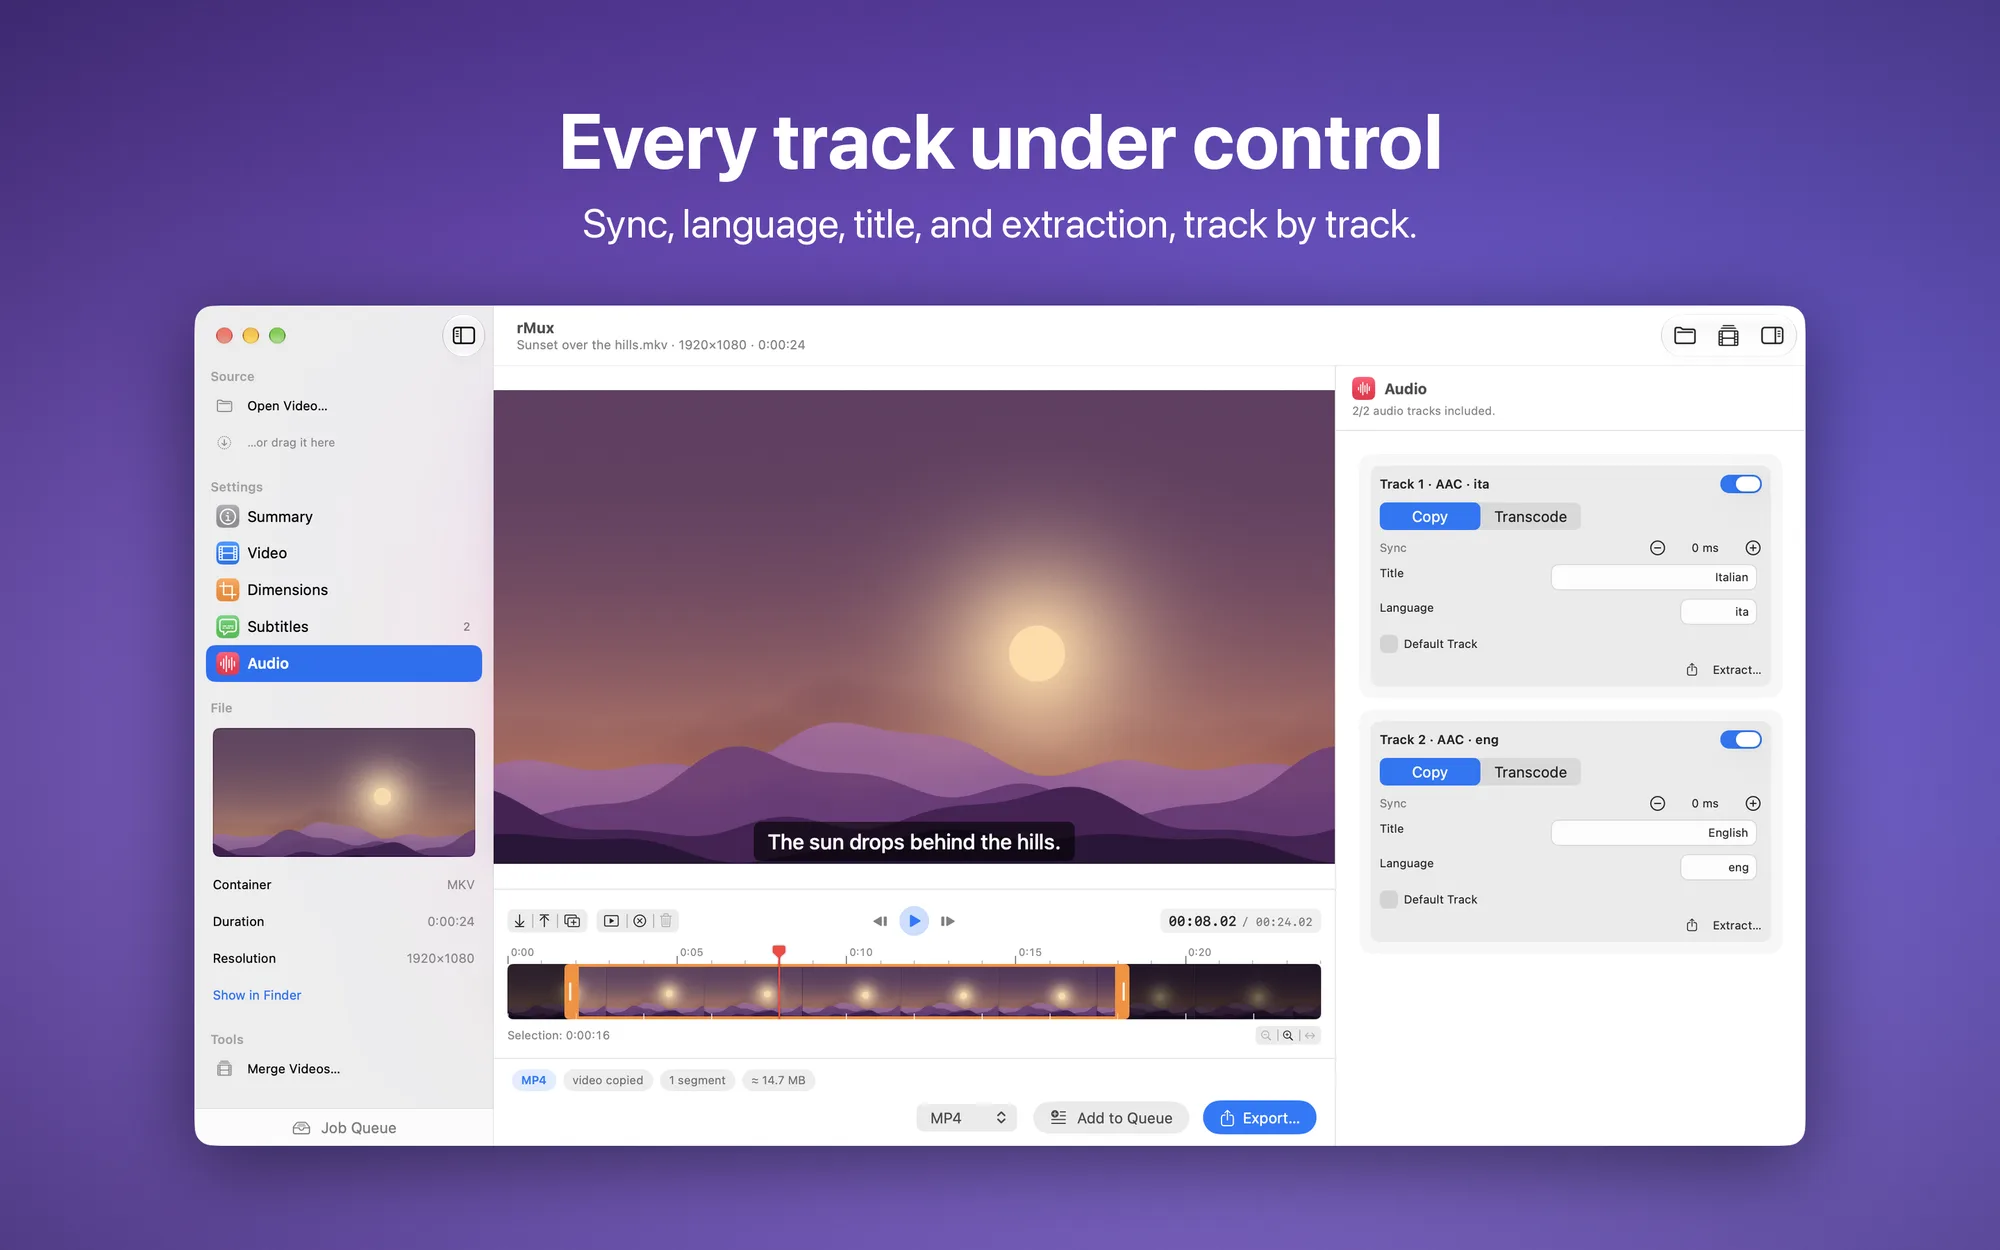 Every track under control
Sync, language, title, and extraction, track by track.
rMux
Sunset over the hills.mkv · 1920×1080 · 0:00:24
Source
Open Video...
...or drag it here
Settings
Summary
Video
Dimensions
Subtitles 2
Audio
File
Container MKV
Duration 0:00:24
Resolution 1920×1080
Show in Finder
Tools
Merge Videos...
Job Queue
The sun drops behind the hills.
00:08.02 / 00:24.02
0:00 0:05 0:10 0:15 0:20
Selection: 0:00:16
MP4 video copied 1 segment ≈ 14.7 MB
MP4 Add to Queue Export...
Audio
2/2 audio tracks included.
Track 1 · AAC · ita
Copy Transcode
Sync 0 ms
Title Italian
Language ita
Default Track
Extract...
Track 2 · AAC · eng
Copy Transcode
Sync 0 ms
Title English
Language eng
Default Track
Extract...